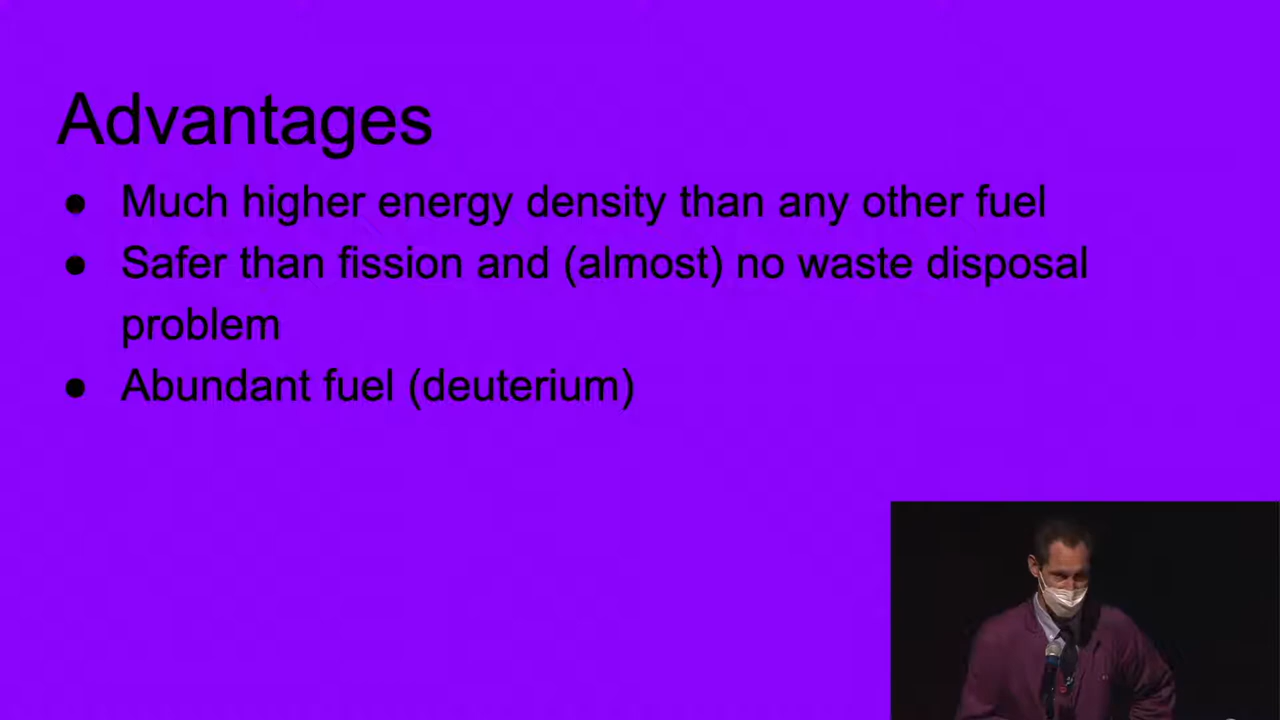 Advantages
● Much higher energy density than any other fuel
● Safer than fission and (almost) no waste disposal
problem
● Abundant fuel (deuterium)